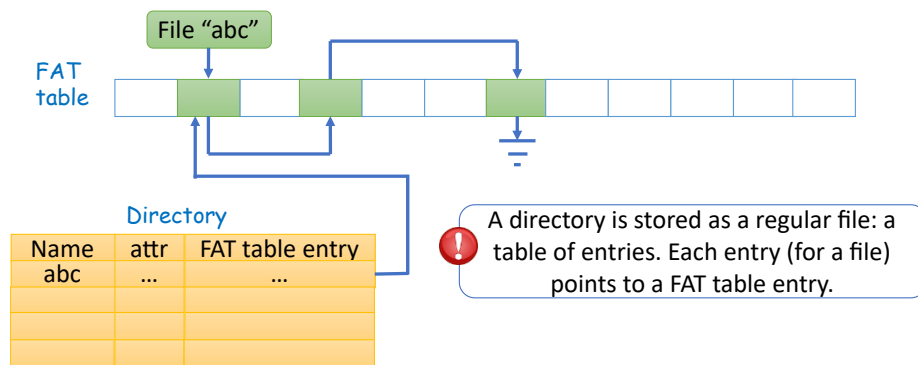 File “abc”
FAT
table
Directory
Name attr FAT table entry
abc ... ...
A directory is stored as a regular file: a
table of entries. Each entry (for a file)
points to a FAT table entry.